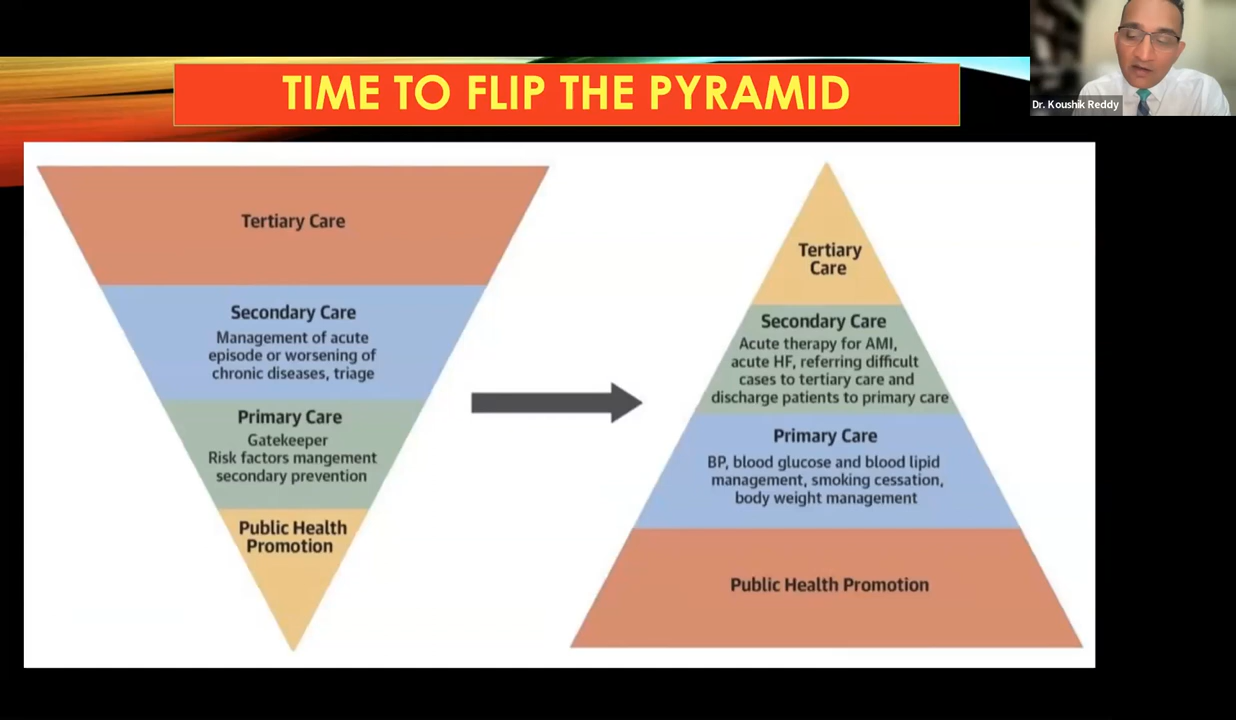 TIME TO FLIP THE PYRAMID
Dr. Koushik Reddy
Tertiary Care
Secondary Care
Management of acute
episode or worsening of
chronic diseases, triage
Primary Care
Gatekeeper
Risk factors mangement
secondary prevention
Public Health
Promotion
Tertiary
Care
Secondary Care
Acute therapy for AMI,
acute HF, referring difficult
cases to tertiary care and
discharge patients to primary care
Primary Care
BP, blood glucose and blood lipid
management, smoking cessation,
body weight management
Public Health Promotion